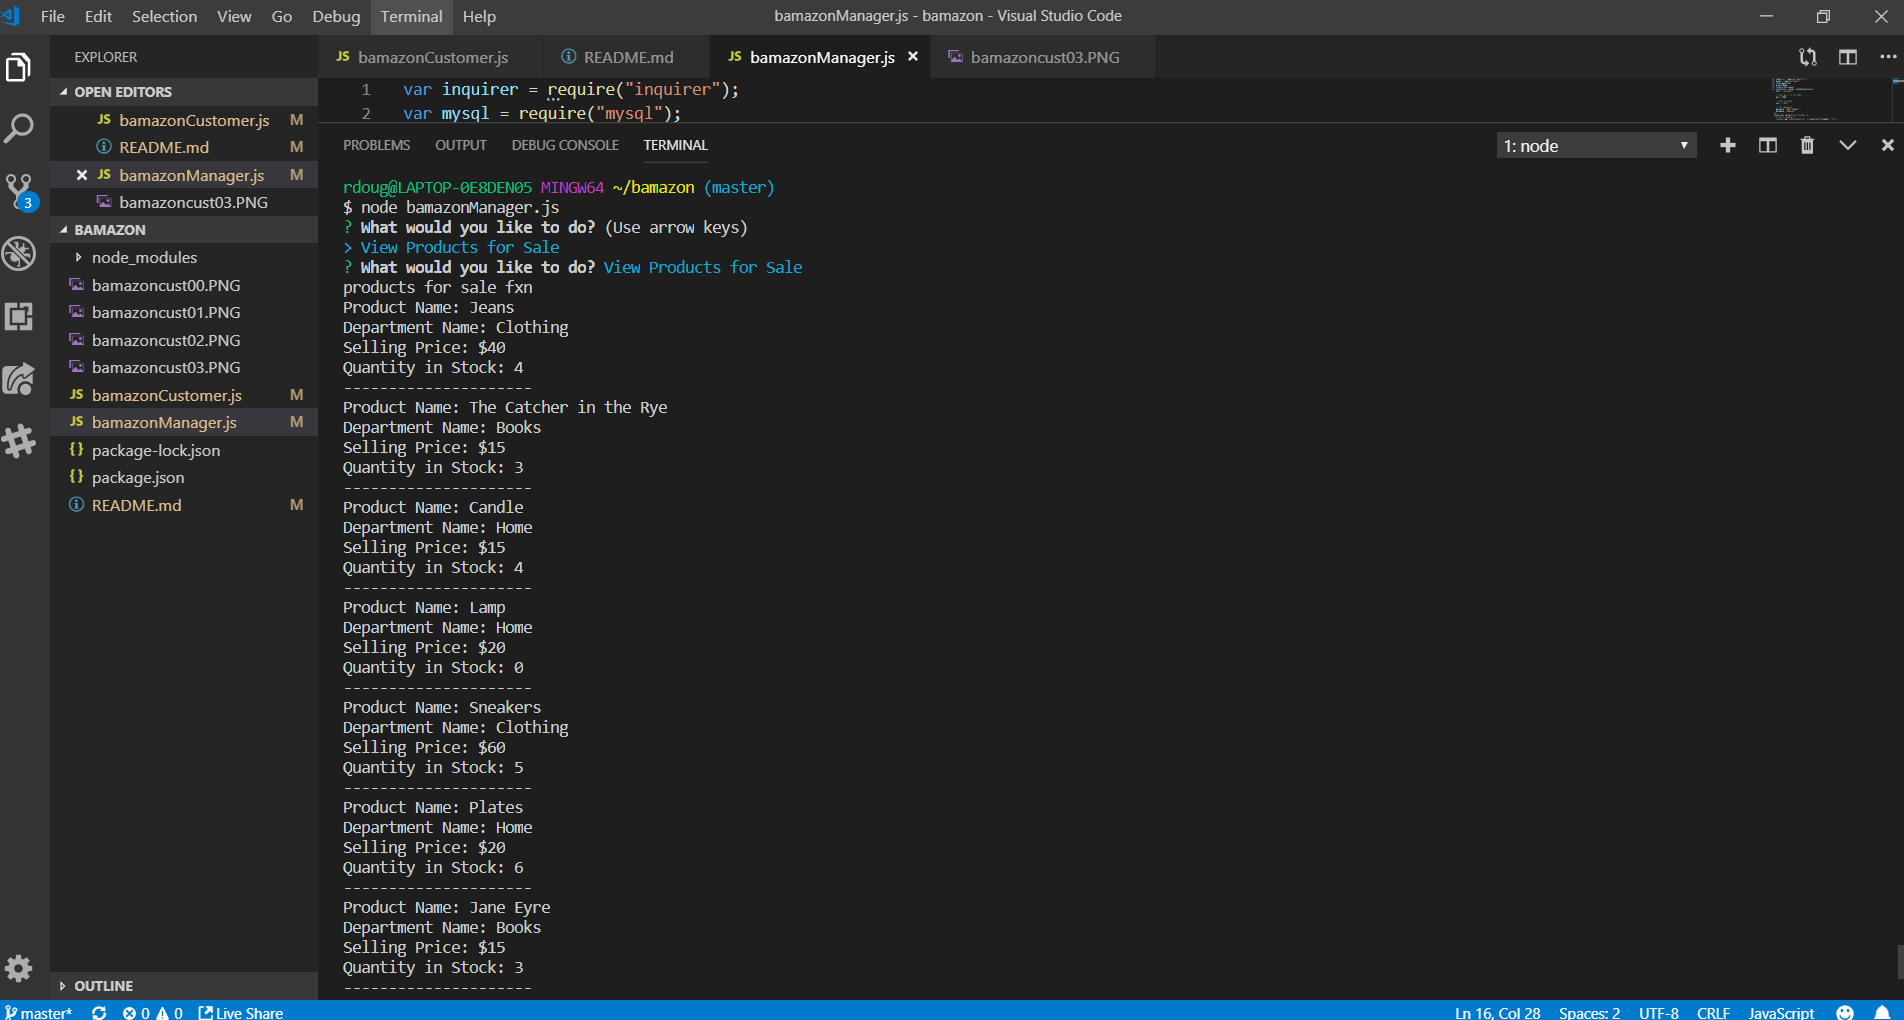 File Edit Selection View Go Debug Terminal Help
bamazonManager.js - bamazon - Visual Studio Code
EXPLORER
OPEN EDITORS
JS bamazonCustomer.js M
README.md M
JS bamazonManager.js M
bamazoncust03.PNG
BAMAZON
node_modules
bamazoncust00.PNG
bamazoncust01.PNG
bamazoncust02.PNG
bamazoncust03.PNG
JS bamazonCustomer.js M
JS bamazonManager.js M
{} package-lock.json
{} package.json
README.md M
OUTLINE
3
JS bamazonCustomer.js README.md JS bamazonManager.js bamazoncust03.PNG
1 var inquirer = require("inquirer");
2 var mysql = require("mysql");
PROBLEMS OUTPUT DEBUG CONSOLE TERMINAL
1: node
rdoug@LAPTOP-0E8DEN05 MINGW64 ~/bamazon (master)
$ node bamazonManager.js
? What would you like to do? (Use arrow keys)
> View Products for Sale
? What would you like to do? View Products for Sale
products for sale fxn
Product Name: Jeans
Department Name: Clothing
Selling Price: $40
Quantity in Stock: 4
---------------------
Product Name: The Catcher in the Rye
Department Name: Books
Selling Price: $15
Quantity in Stock: 3
---------------------
Product Name: Candle
Department Name: Home
Selling Price: $15
Quantity in Stock: 4
---------------------
Product Name: Lamp
Department Name: Home
Selling Price: $20
Quantity in Stock: 0
---------------------
Product Name: Sneakers
Department Name: Clothing
Selling Price: $60
Quantity in Stock: 5
---------------------
Product Name: Plates
Department Name: Home
Selling Price: $20
Quantity in Stock: 6
---------------------
Product Name: Jane Eyre
Department Name: Books
Selling Price: $15
Quantity in Stock: 3
---------------------
master* 0 0 Live Share
Ln 16, Col 28 Spaces: 2 UTF-8 CRLF JavaScript